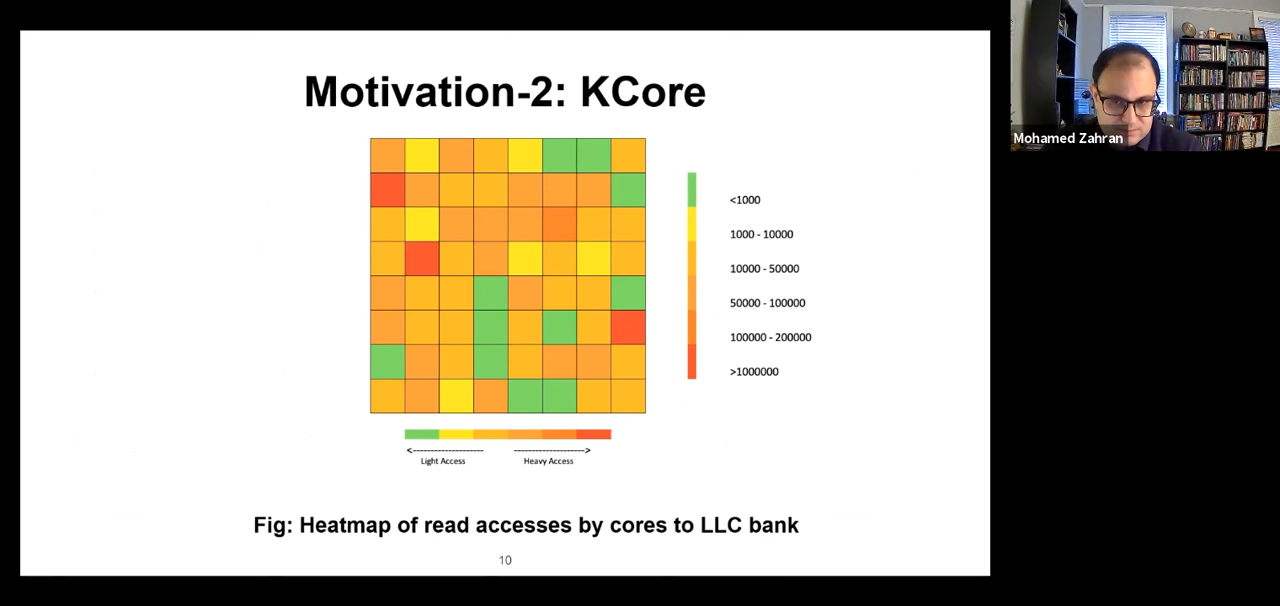 Motivation-2: KCore
<1000
1000 - 10000
10000 - 50000
50000 - 100000
100000 - 200000
>1000000
Light Access
Heavy Access
Fig: Heatmap of read accesses by cores to LLC bank
10
Mohamed Zahran